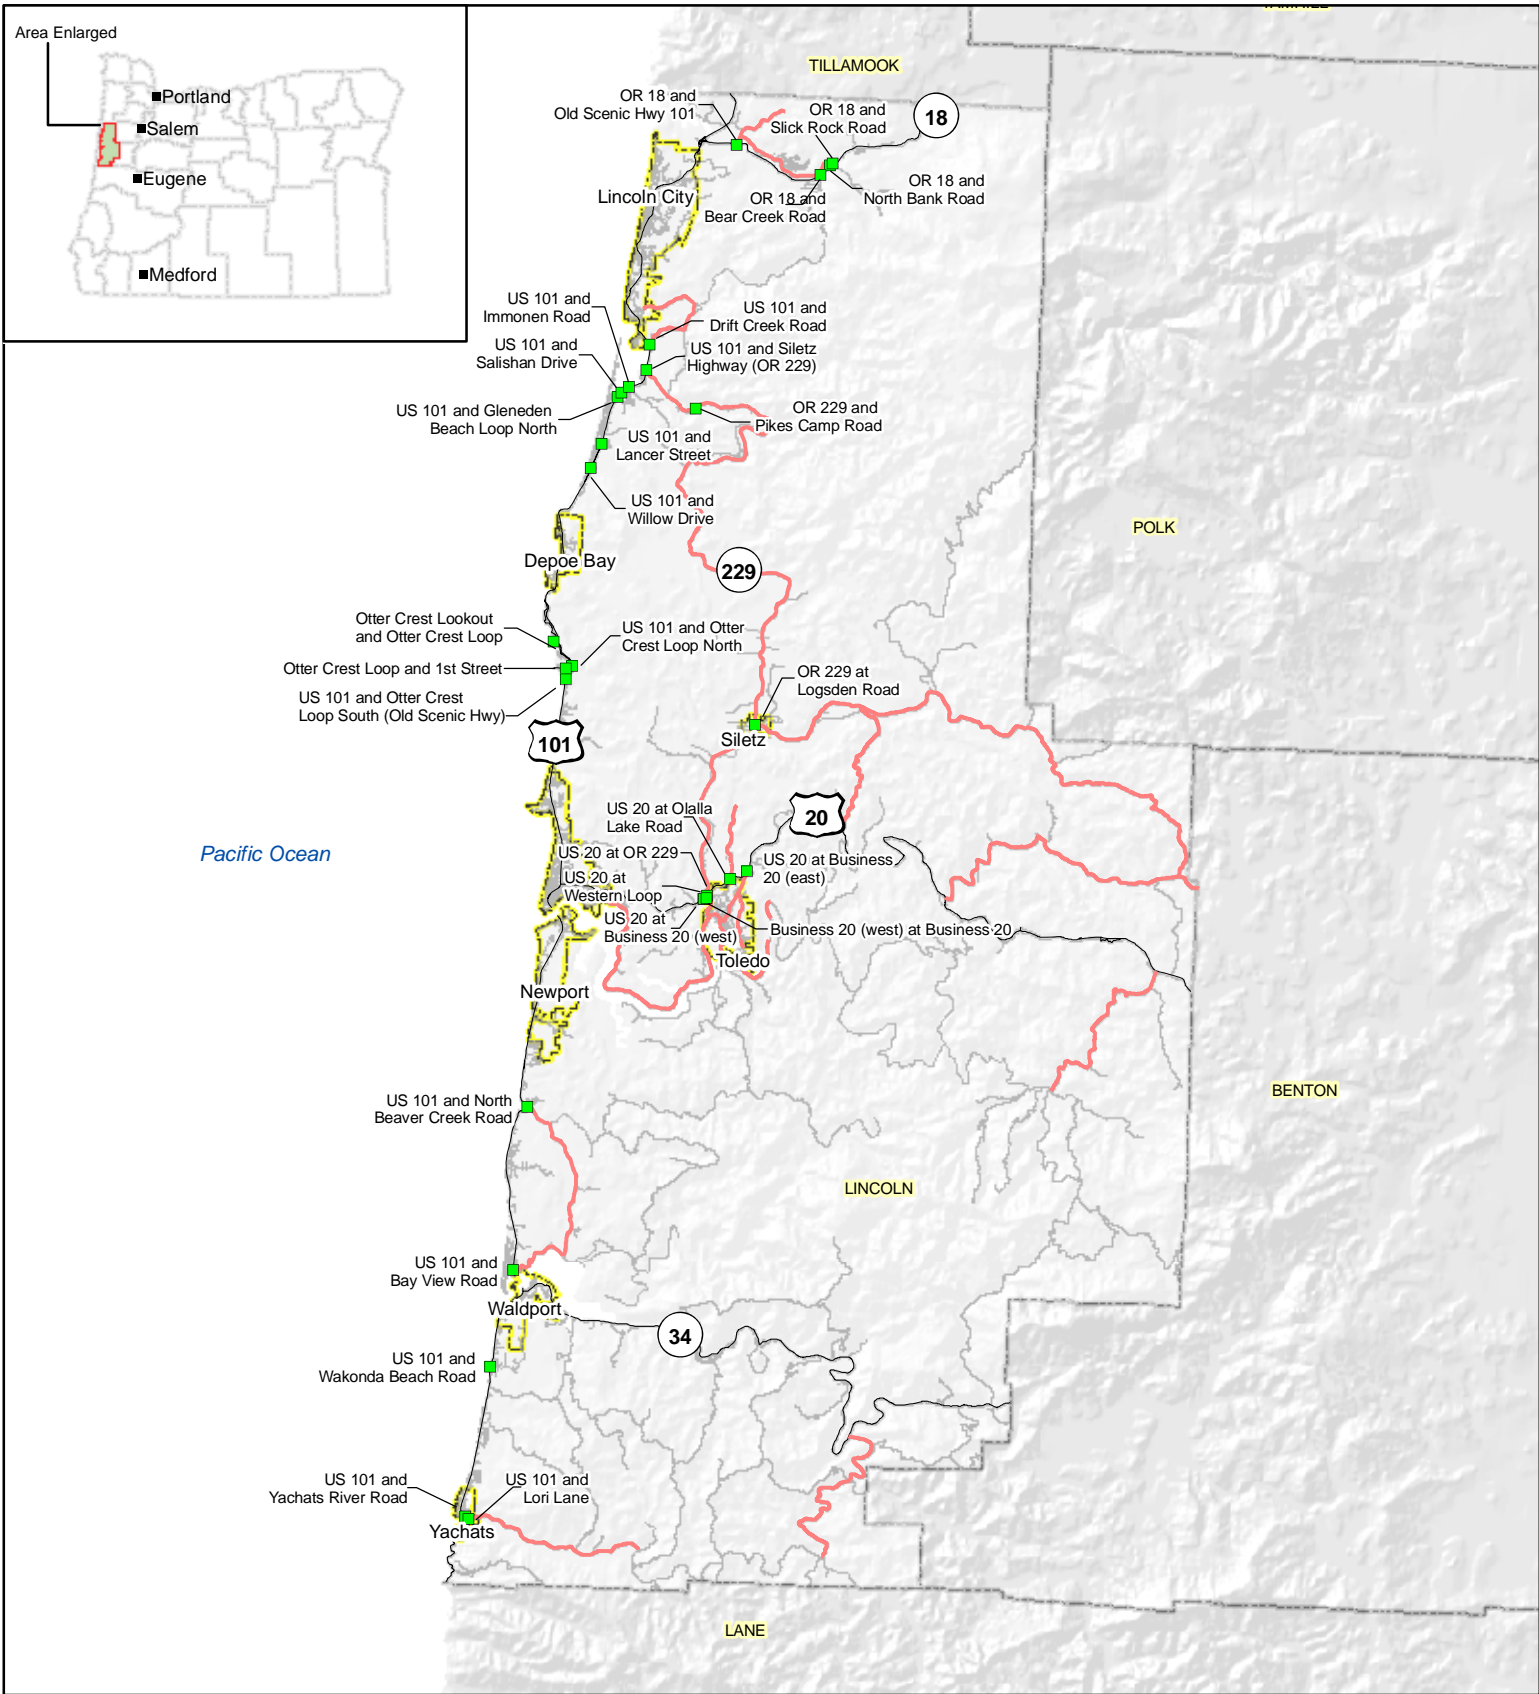 Area Enlarged
Portland
Salem
Eugene
Medford
TILLAMOOK
OR 18 and
Old Scenic Hwy 101
OR 18 and
Slick Rock Road
18
OR 18 and
North Bank Road
OR 18 and
Bear Creek Road
Lincoln City
US 101 and
Immonen Road
US 101 and
Drift Creek Road
US 101 and
Salishan Drive
US 101 and Siletz
Highway (OR 229)
US 101 and Gleneden
Beach Loop North
OR 229 and
Pikes Camp Road
US 101 and
Lancer Street
US 101 and
Willow Drive
POLK
Depoe Bay
229
Otter Crest Lookout
and Otter Crest Loop
US 101 and Otter
Crest Loop North
Otter Crest Loop and 1st Street
OR 229 at
Logsden Road
US 101 and Otter Crest
Loop South (Old Scenic Hwy)
101
Siletz
US 20 at Olalla
Lake Road
20
Pacific Ocean
US 20 at OR 229
US 20 at Business
20 (east)
US 20 at
Western Loop
US 20 at
Business 20 (west)
Business 20 (west) at Business 20
Toledo
Newport
US 101 and North
Beaver Creek Road
BENTON
LINCOLN
US 101 and
Bay View Road
Waldport
34
US 101 and
Wakonda Beach Road
US 101 and
Yachats River Road
US 101 and
Lori Lane
Yachats
LANE